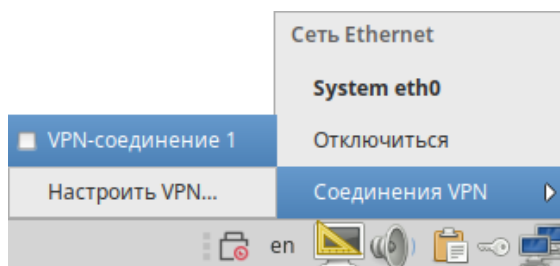 Сеть Ethernet
System eth0
VPN-соединение 1
Отключиться
Настроить VPN...
Соединения VPN
en